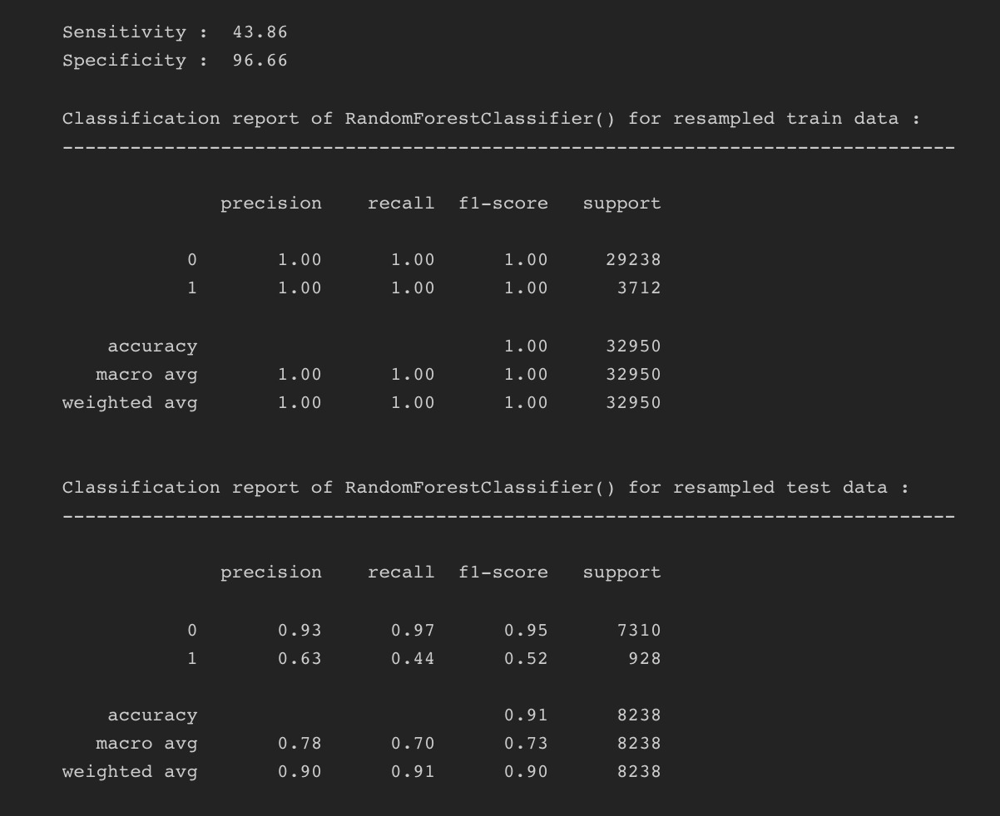 Sensitivity :  43.86
Specificity :  96.66
Classification report of RandomForestClassifier() for resampled train data :
-------------------------------------------------------------------------------
              precision    recall  f1-score   support
           0       1.00      1.00      1.00     29238
           1       1.00      1.00      1.00      3712
    accuracy                           1.00     32950
   macro avg       1.00      1.00      1.00     32950
weighted avg       1.00      1.00      1.00     32950
Classification report of RandomForestClassifier() for resampled test data :
-------------------------------------------------------------------------------
              precision    recall  f1-score   support
           0       0.93      0.97      0.95      7310
           1       0.63      0.44      0.52       928
    accuracy                           0.91      8238
   macro avg       0.78      0.70      0.73      8238
weighted avg       0.90      0.91      0.90      8238